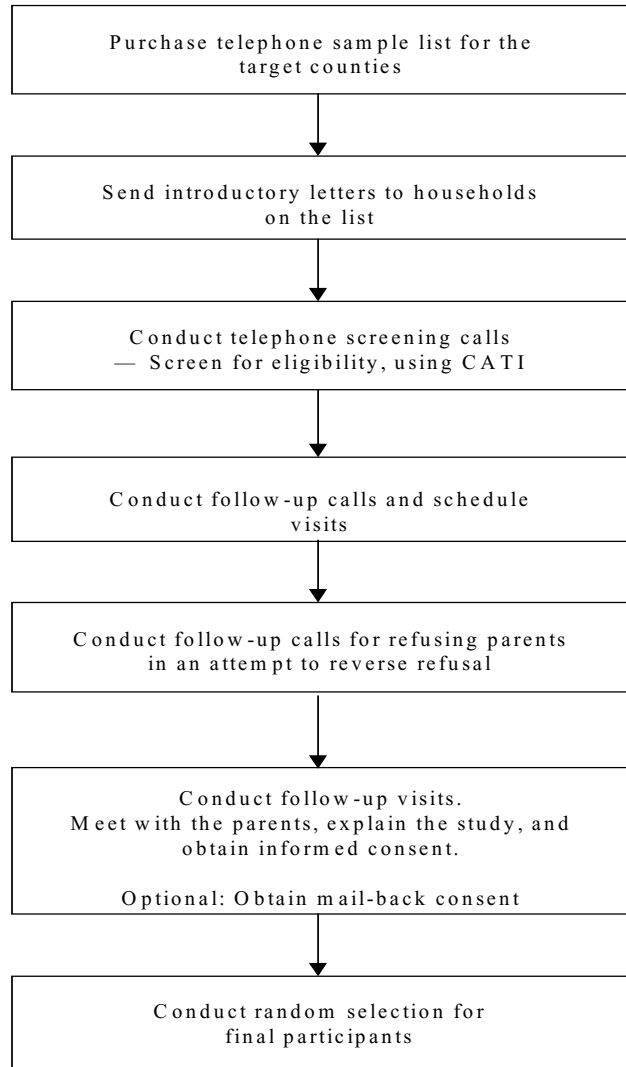 Purchase telephone sample list for the
target counties
Send introductory letters to households
on the list
Conduct telephone screening calls
— Screen for eligibility, using CATI
Conduct follow-up calls and schedule
visits
Conduct follow-up calls for refusing parents
in an attempt to reverse refusal
Conduct follow-up visits.
Meet with the parents, explain the study, and
obtain informed consent.
Optional: Obtain mail-back consent
Conduct random selection for
final participants